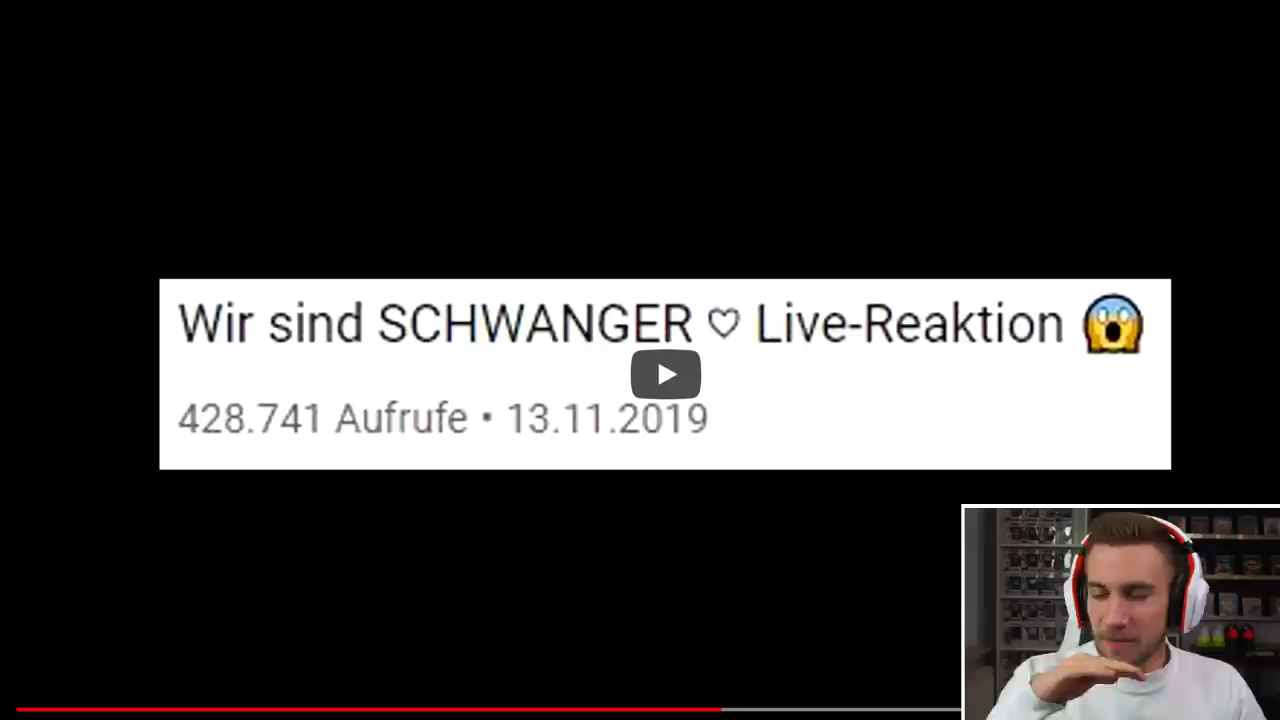 Wir sind SCHWANGER ♡ Live-Reaktion 😱
428.741 Aufrufe • 13.11.2019